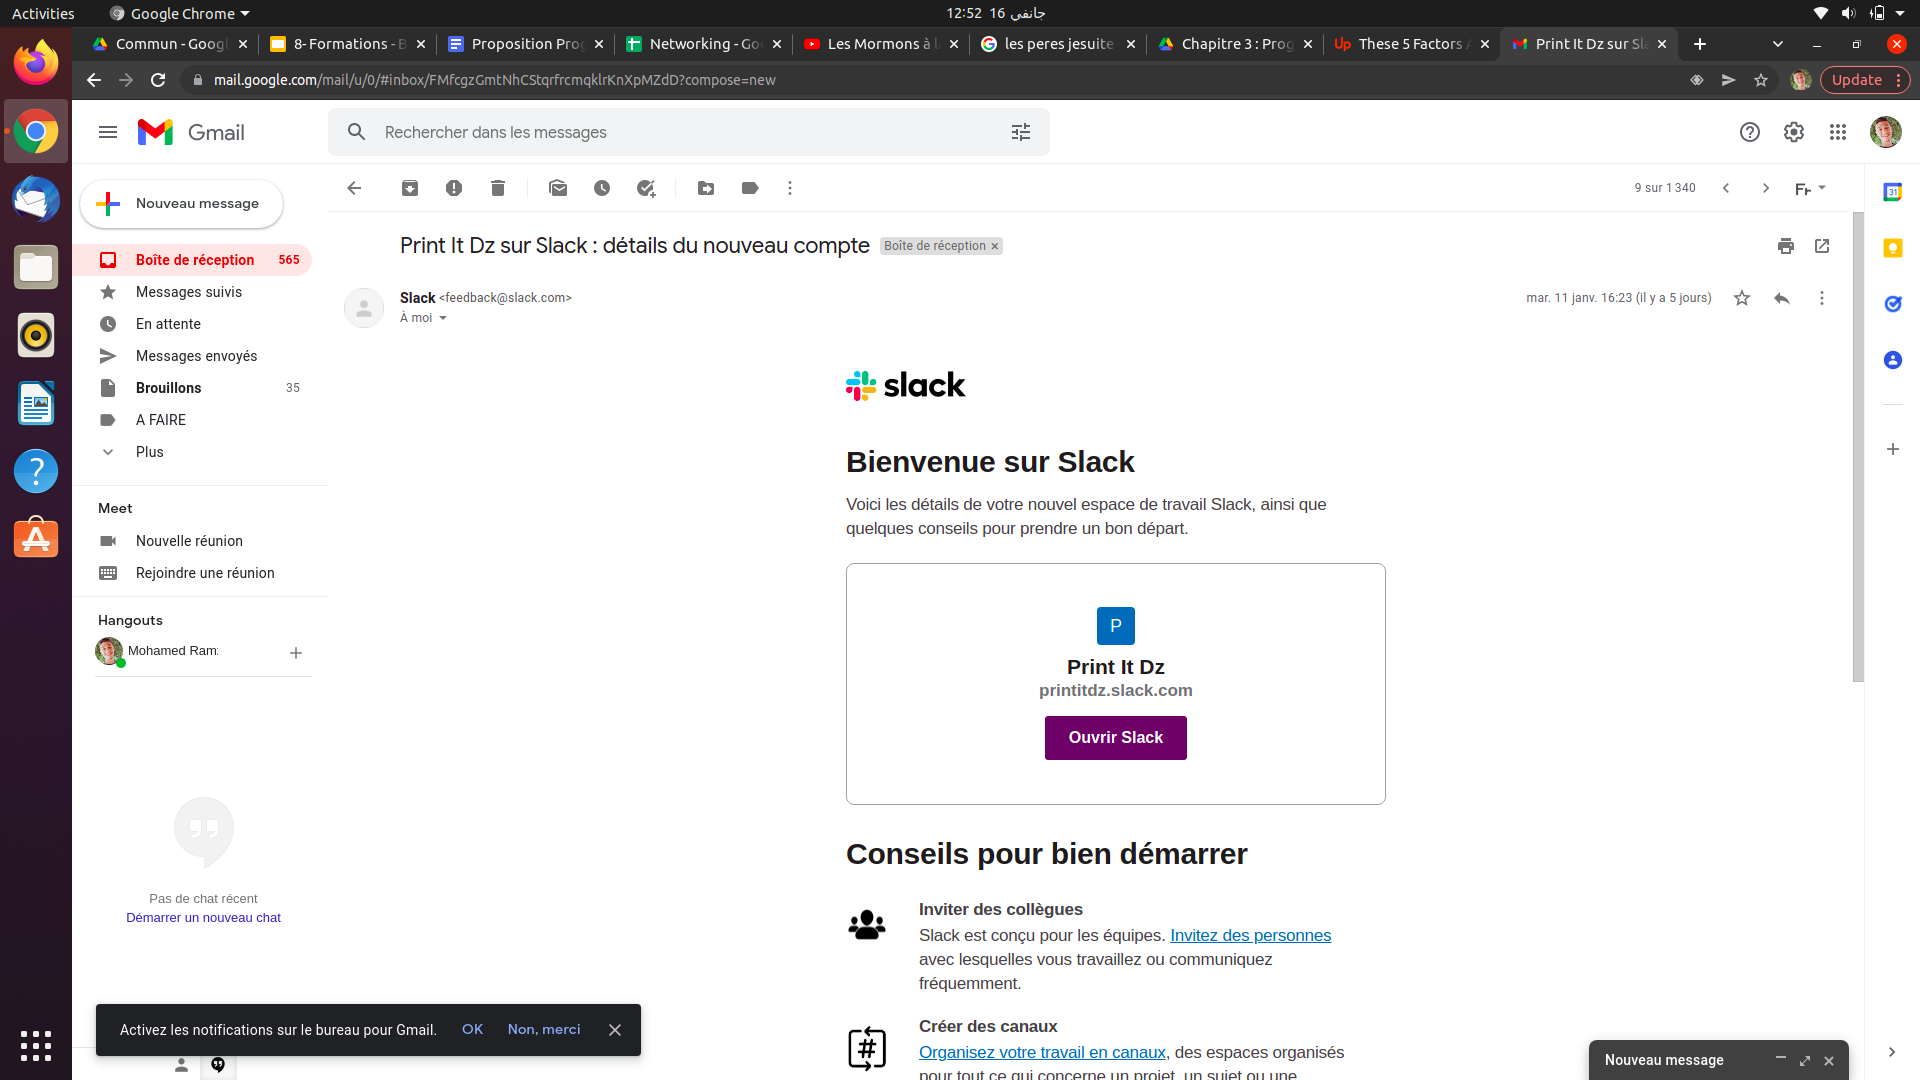 Activities
Google Chrome
12:52 16 جانفي
Commun - Googl
8- Formations - B
Proposition Prog
Networking - Goo
Les Mormons à l
les peres jesuite
Chapitre 3 : Prog
These 5 Factors A
Print It Dz sur Sla
mail.google.com/mail/u/0/#inbox/FMfcgzGmtNhCStqrfrcmqklrKnXpMZdD?compose=new
Update
Gmail
Rechercher dans les messages
Nouveau message
9 sur 1 340
Boîte de réception 565
Messages suivis
En attente
Messages envoyés
Brouillons 35
A FAIRE
Plus
Meet
Nouvelle réunion
Rejoindre une réunion
Hangouts
Mohamed Ram
Pas de chat récent
Démarrer un nouveau chat
Print It Dz sur Slack : détails du nouveau compte
Boîte de réception
Slack <feedback@slack.com>
À moi
mar. 11 janv. 16:23 (il y a 5 jours)
slack
Bienvenue sur Slack
Voici les détails de votre nouvel espace de travail Slack, ainsi que
quelques conseils pour prendre un bon départ.
P
Print It Dz
printitdz.slack.com
Ouvrir Slack
Conseils pour bien démarrer
Inviter des collègues
Slack est conçu pour les équipes. Invitez des personnes
avec lesquelles vous travaillez ou communiquez
fréquemment.
Créer des canaux
Organisez votre travail en canaux, des espaces organisés
pour tout ce qui concerne un projet, un sujet ou une
Activez les notifications sur le bureau pour Gmail. OK Non, merci
Nouveau message
31